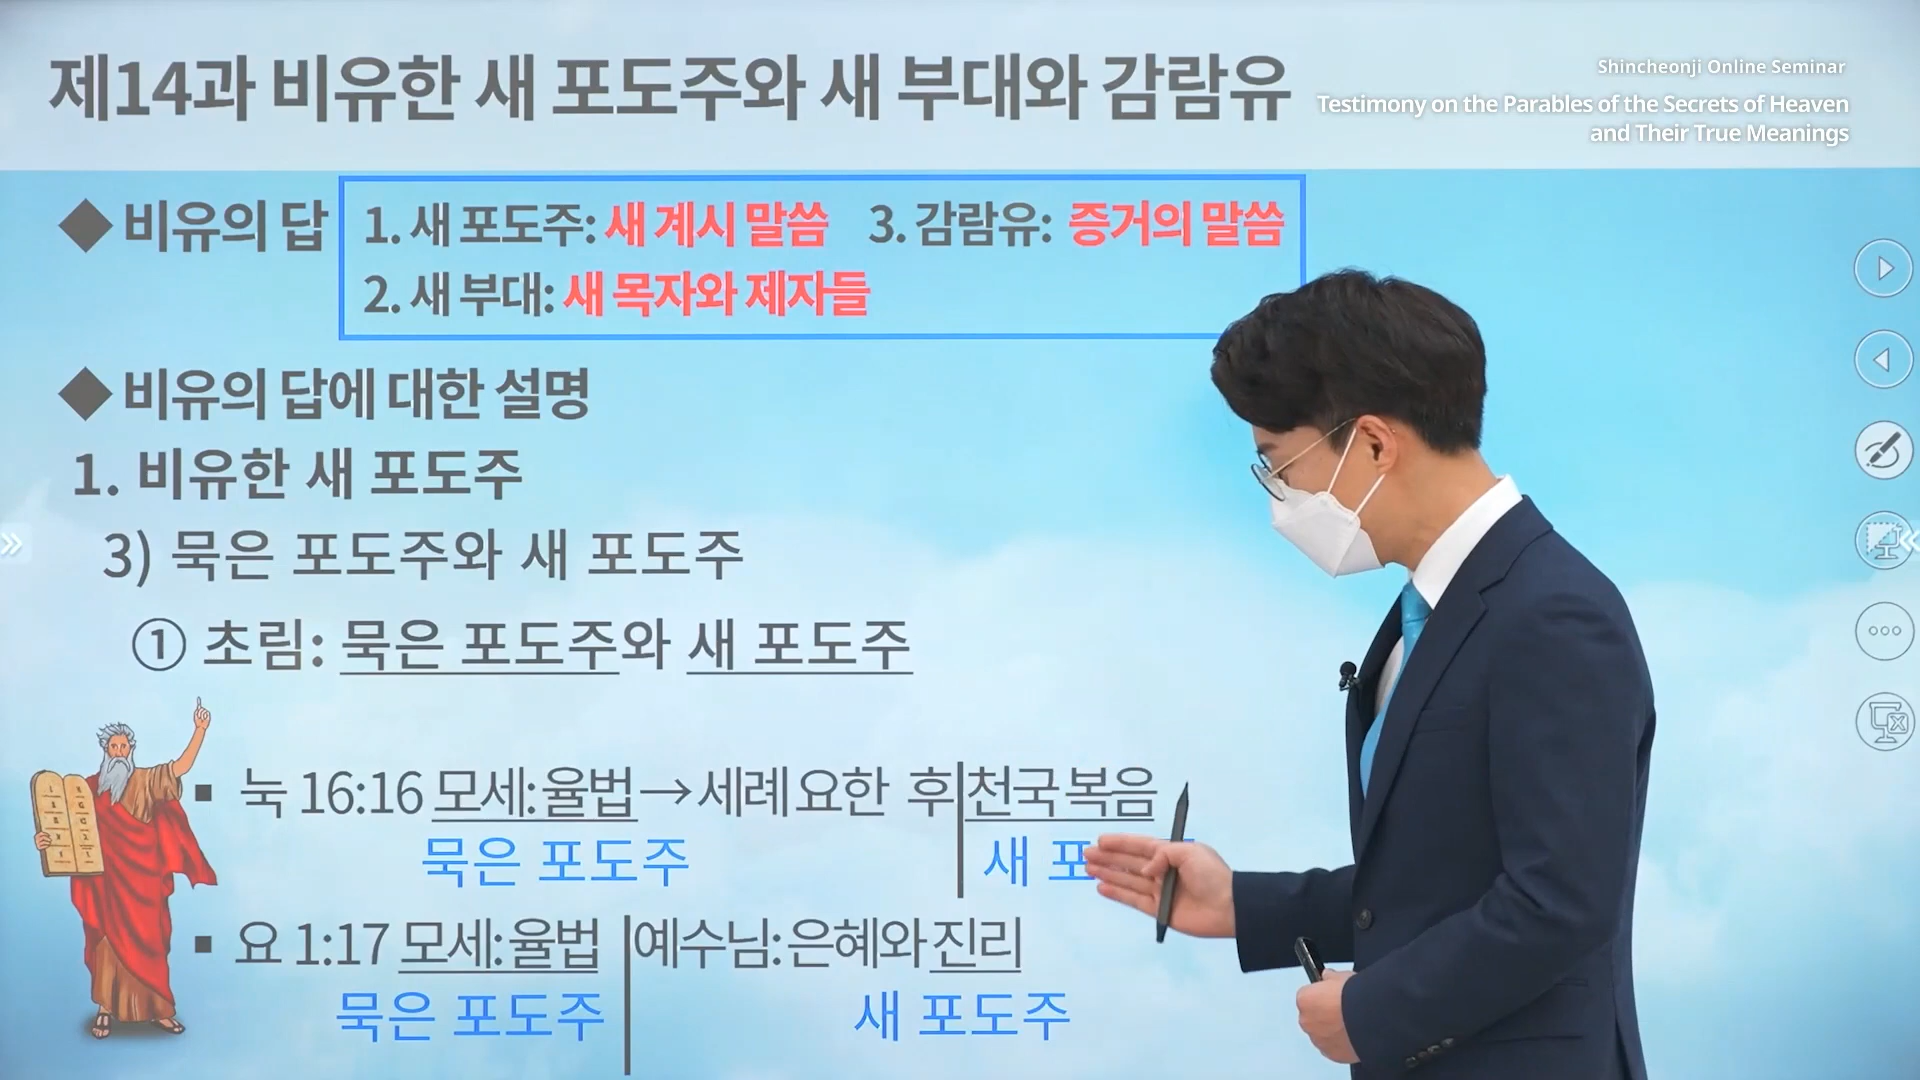 제14과 비유한 새 포도주와 새 부대와 감람유
Shincheonji Online Seminar
Testimony on the Parables of the Secrets of Heaven
and Their True Meanings
◆ 비유의 답
1. 새 포도주: 새 계시 말씀 3. 감람유: 증거의 말씀
2. 새 부대: 새 목자와 제자들
◆ 비유의 답에 대한 설명
1. 비유한 새 포도주
3) 묵은 포도주와 새 포도주
① 초림: 묵은 포도주와 새 포도주
▪ 눅 16:16 모세: 율법 → 세례 요한 후 천국 복음
묵은 포도주 새 포
▪ 요 1:17 모세: 율법 예수님: 은혜와 진리
묵은 포도주 새 포도주